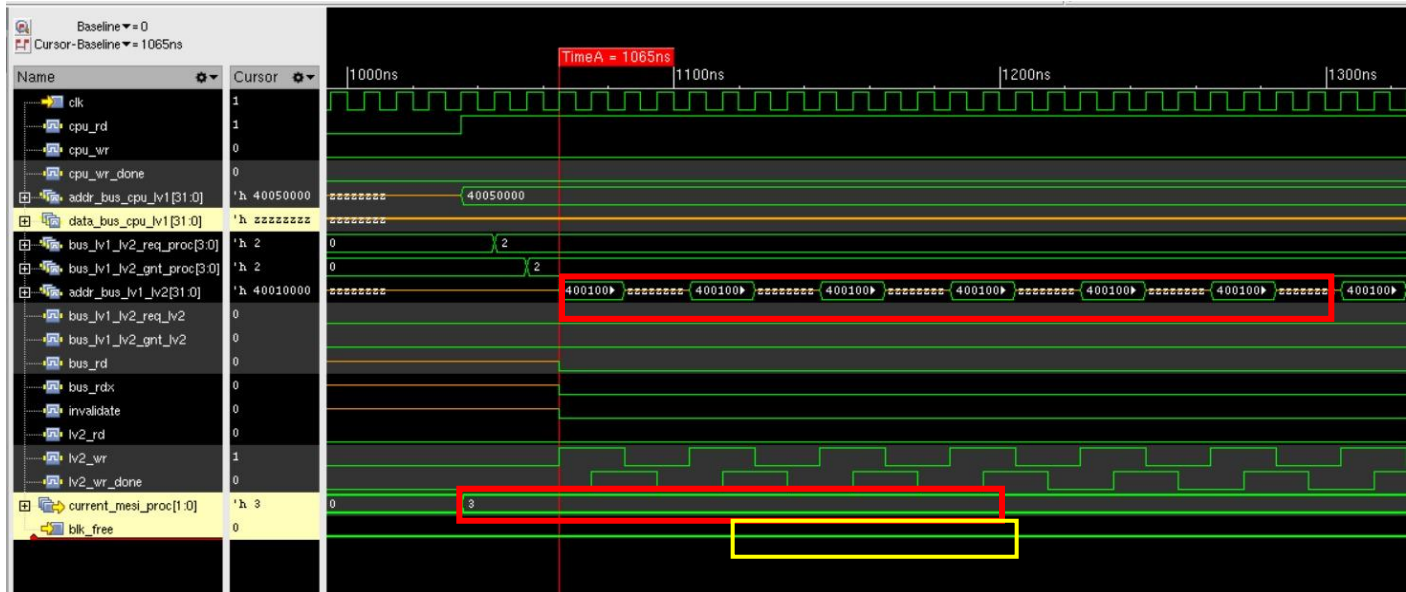 Baseline▼= 0
Cursor-Baseline▼= 1065ns
TimeA = 1065ns
Name Cursor 1000ns 1100ns 1200ns 1300ns
clk 1
cpu_rd 1
cpu_wr 0
cpu_wr_done 0
addr_bus_cpu_lv1[31:0] 'h 40050000 zzzzzzzz 40050000
data_bus_cpu_lv1[31:0] 'h zzzzzzzz zzzzzzzz
bus_lv1_lv2_req_proc[3:0] 'h 2 0 2
bus_lv1_lv2_gnt_proc[3:0] 'h 2 0 2
addr_bus_lv1_lv2[31:0] 'h 40010000 zzzzzzzz 400100▶ zzzzzzzz 400100▶ zzzzzzzz 400100▶ zzzzzzzz 400100▶ zzzzzzzz 400100▶ zzzzzzzz 400100▶ zzzzzzzz 400100▶
bus_lv1_lv2_req_lv2 0
bus_lv1_lv2_gnt_lv2 0
bus_rd 0
bus_rdx 0
invalidate 0
lv2_rd 0
lv2_wr 1
lv2_wr_done 0
current_mesi_proc[1:0] 'h 3 0 3
blk_free 0